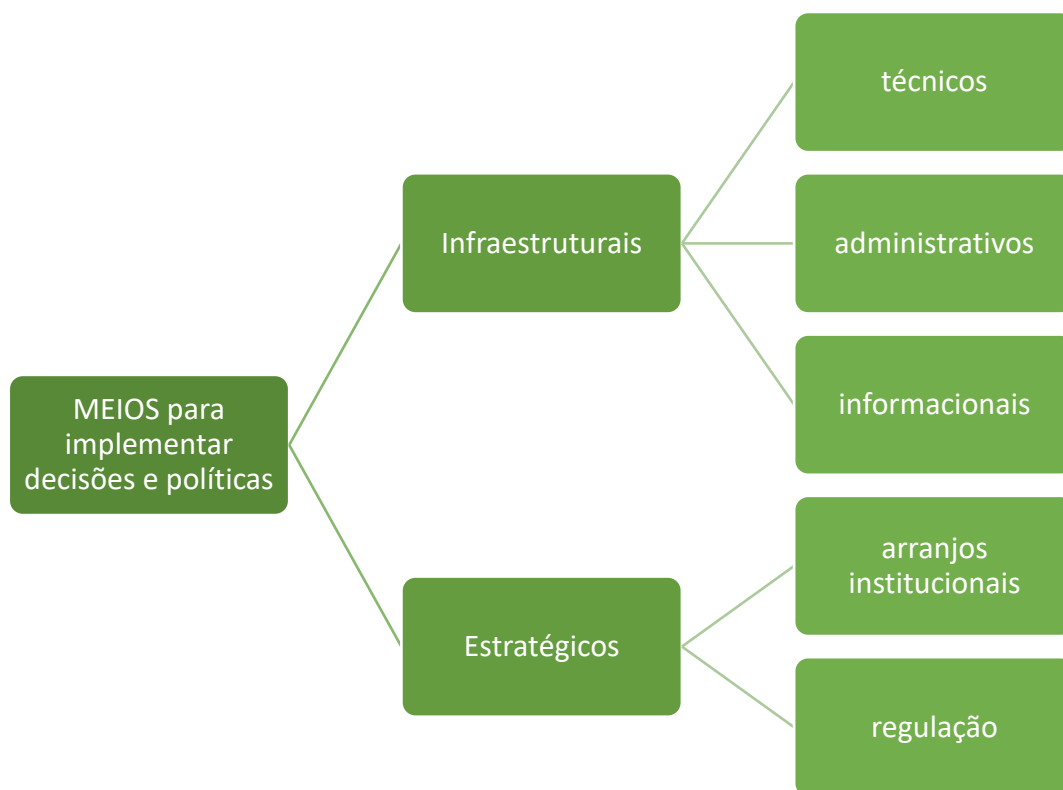 MEIOS para
implementar
decisões e políticas
Infraestruturais
técnicos
administrativos
informacionais
Estratégicos
arranjos
institucionais
regulação